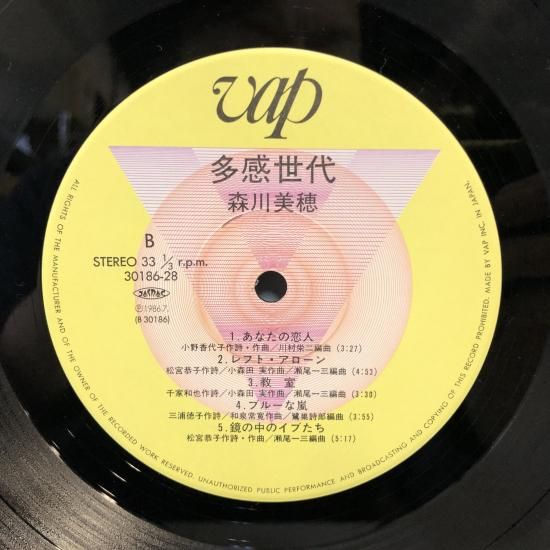 vap
多感世代
森川美穂
B
STEREO 33 1/3 r.p.m.
30186-28
JASRAC
Ⓟ1986.7.
(B 30186)
1.あなたの恋人
小野香代子作詩・作曲/川村栄二編曲 (3:27)
2.レフト・アローン
松宮恭子作詩/小森田 実作曲/瀬尾一三編曲 (4:53)
3.教 室
千家和也作詩/小森田 実作曲/瀬尾一三編曲 (3:30)
4.ブルーな嵐
三浦徳子作詩/和泉常寛作曲/鷺巣詩郎編曲 (3:55)
5.鏡の中のイブたち
松宮恭子作詩・作曲/瀬尾一三編曲 (5:17)
ALL RIGHTS OF THE MANUFACTURER AND OF THE OWNER OF THE RECORDED WORK RESERVED. UNAUTHORIZED PUBLIC PERFORMANCE AND BROADCASTING AND COPYING OF THIS RECORD PROHIBITED. MADE BY VAP INC IN JAPAN.